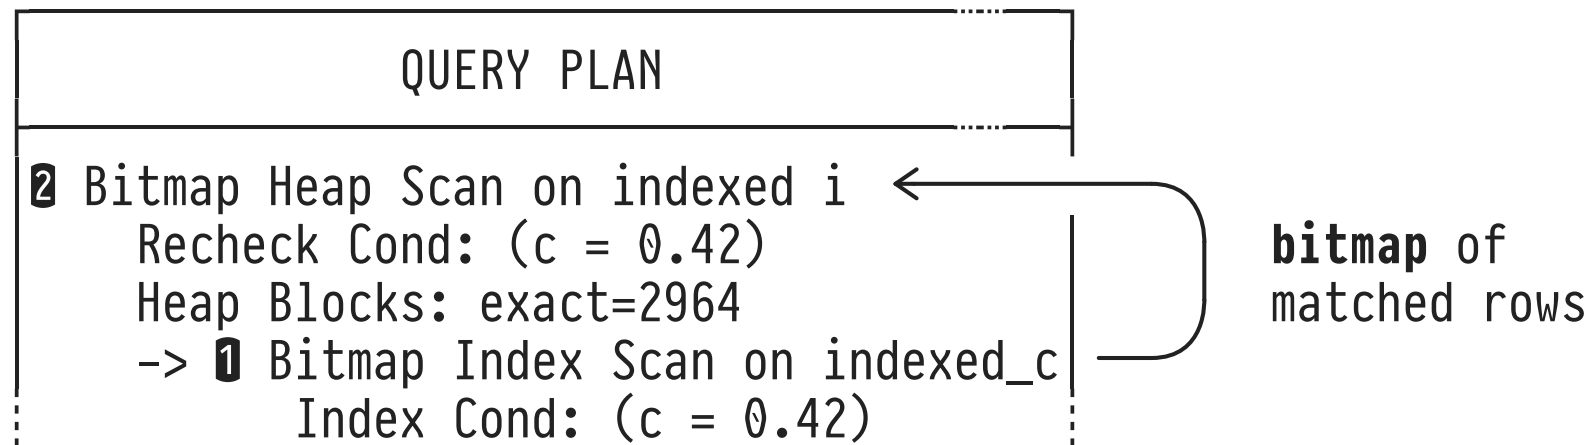 QUERY PLAN
2 Bitmap Heap Scan on indexed i
Recheck Cond: (c = 0.42)
Heap Blocks: exact=2964
-> 1 Bitmap Index Scan on indexed_c
Index Cond: (c = 0.42)
bitmap of
matched rows